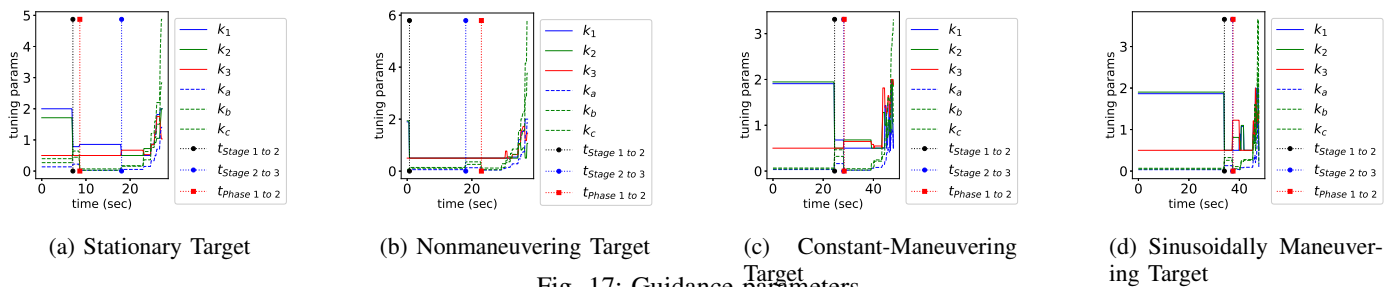 5
4
3
2
1
0
tuning params
0
10
20
time (sec)
k1
k2
k3
ka
kb
kc
tStage 1 to 2
tStage 2 to 3
tPhase 1 to 2
(a) Stationary Target
6
4
2
0
tuning params
0
20
time (sec)
k1
k2
k3
ka
kb
kc
tStage 1 to 2
tStage 2 to 3
tPhase 1 to 2
(b) Nonmaneuvering Target
3
2
1
0
tuning params
0
20
40
time (sec)
k1
k2
k3
ka
kb
kc
tStage 1 to 2
tStage 2 to 3
tPhase 1 to 2
(c) Constant-Maneuvering
Target
3
2
1
0
tuning params
0
20
40
time (sec)
k1
k2
k3
ka
kb
kc
tStage 1 to 2
tStage 2 to 3
tPhase 1 to 2
(d) Sinusoidally Maneuver-
ing Target
Fig. 17: Guidance parameters